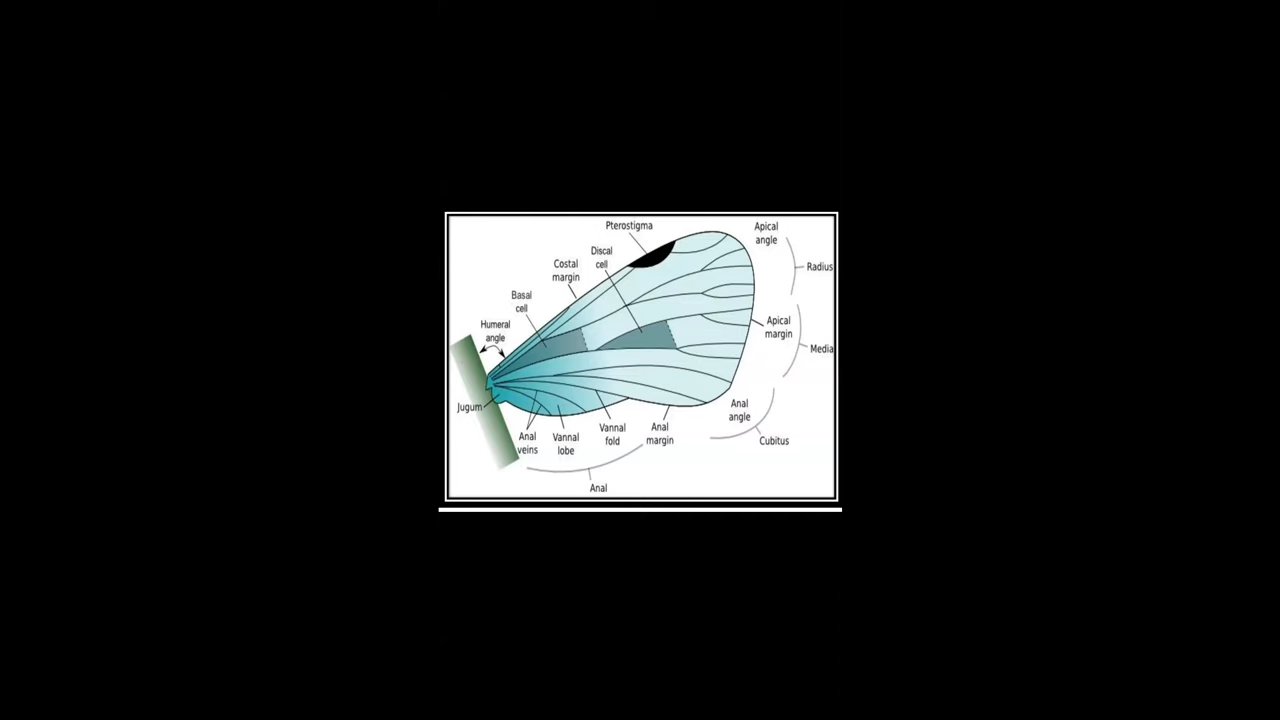 Pterostigma
Apical
angle
Discal
cell
Costal
margin
Radius
Basal
cell
Humeral
angle
Apical
margin
Media
Jugum
Anal
angle
Anal
veins
Vannal
lobe
Vannal
fold
Anal
margin
Cubitus
Anal